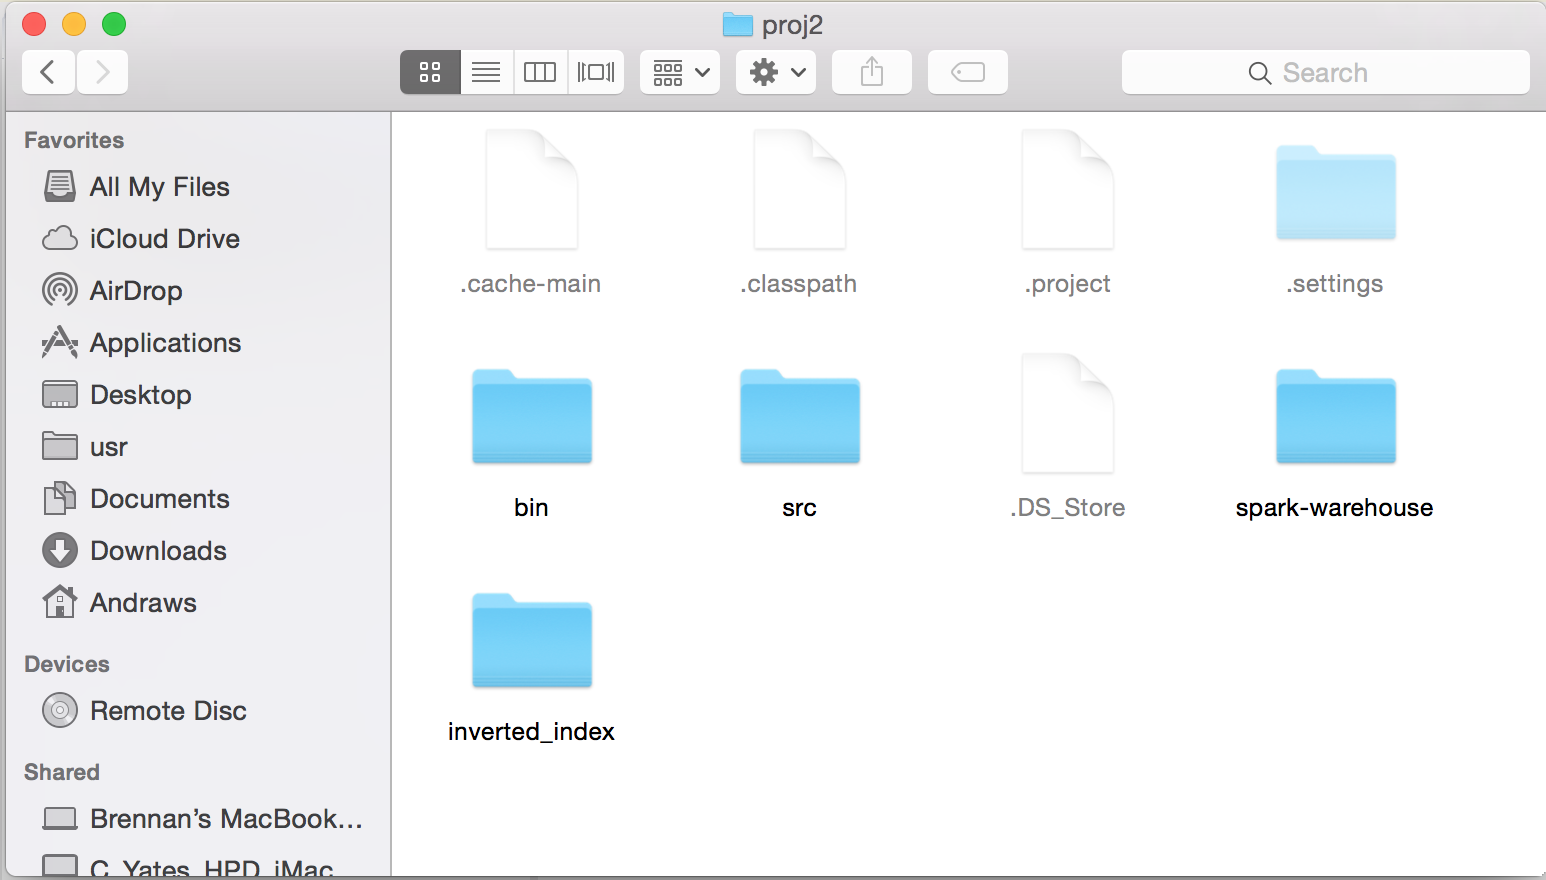 proj2
Search
Favorites
All My Files
iCloud Drive
AirDrop
Applications
Desktop
usr
Documents
Downloads
Andraws
Devices
Remote Disc
Shared
Brennan’s MacBook...
C_Yates_HPD_iMac
.cache-main
.classpath
.project
.settings
bin
src
.DS_Store
spark-warehouse
inverted_index